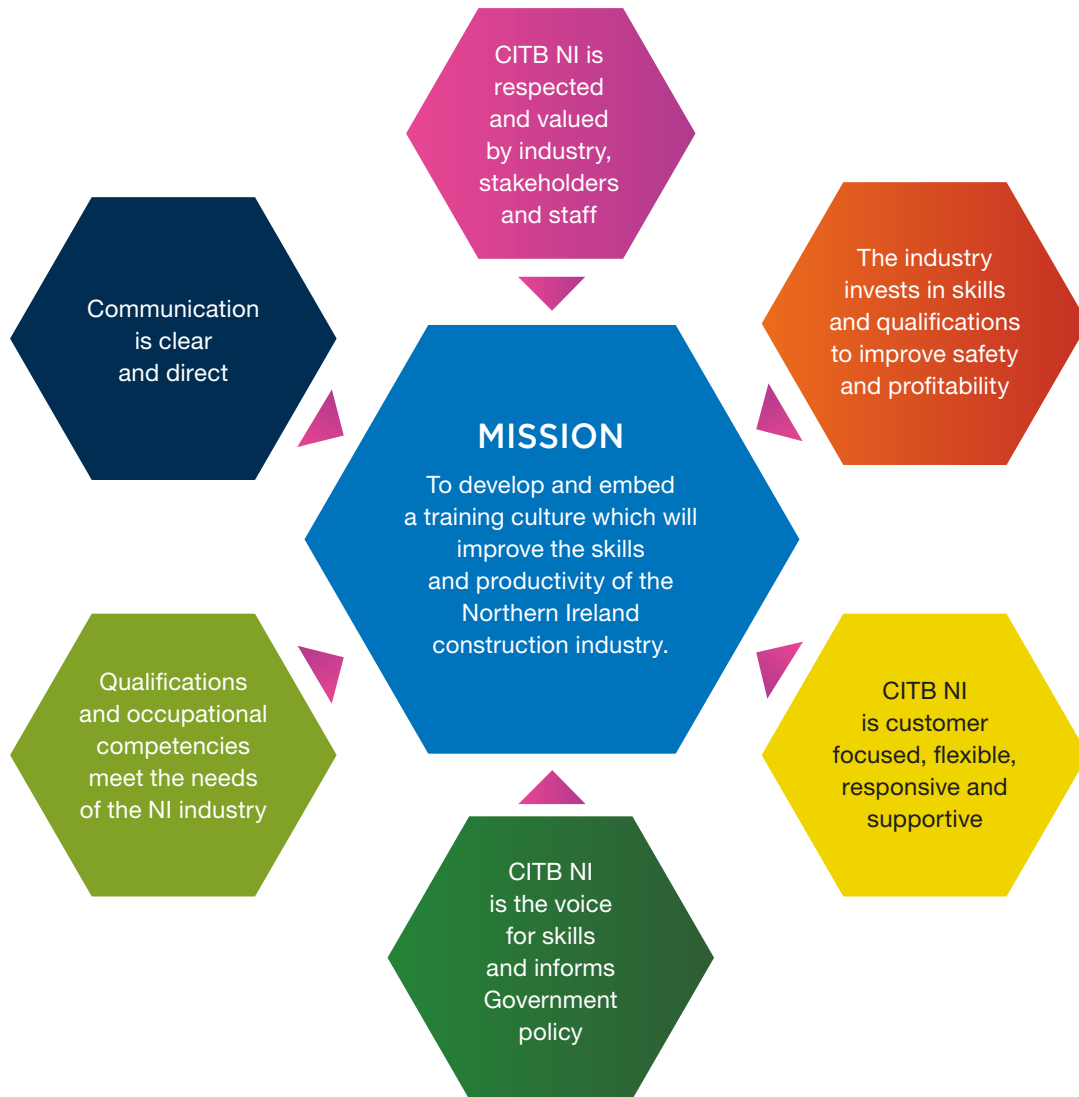 CITB NI is
respected
and valued
by industry,
stakeholders
and staff
Communication
is clear
and direct
The industry
invests in skills
and qualifications
to improve safety
and profitability
MISSION
To develop and embed
a training culture which will
improve the skills
and productivity of the
Northern Ireland
construction industry.
Qualifications
and occupational
competencies
meet the needs
of the NI industry
CITB NI
is customer
focused, flexible,
responsive and
supportive
CITB NI
is the voice
for skills
and informs
Government
policy